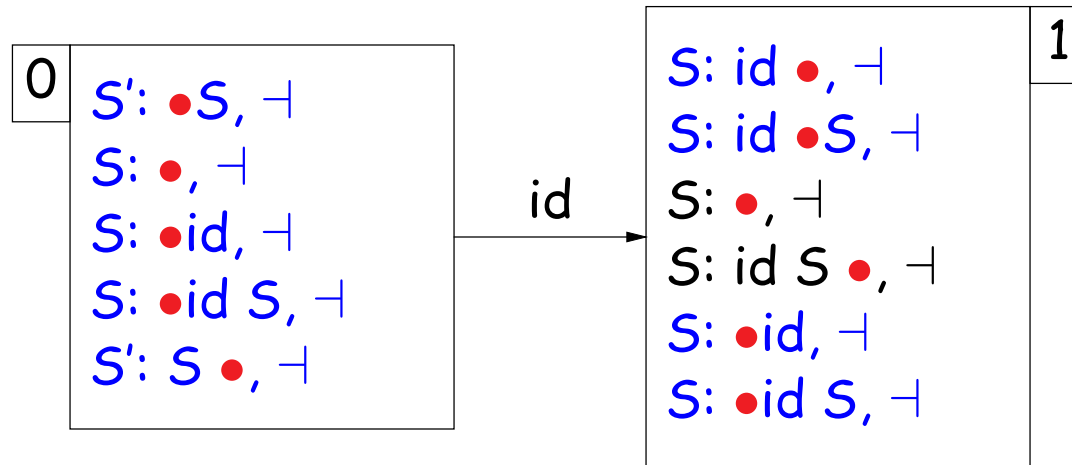 0
S': •S, ⊣
S: •, ⊣
S: •id, ⊣
S: •id S, ⊣
S': S •, ⊣
id
1
S: id •, ⊣
S: id •S, ⊣
S: •, ⊣
S: id S •, ⊣
S: •id, ⊣
S: •id S, ⊣